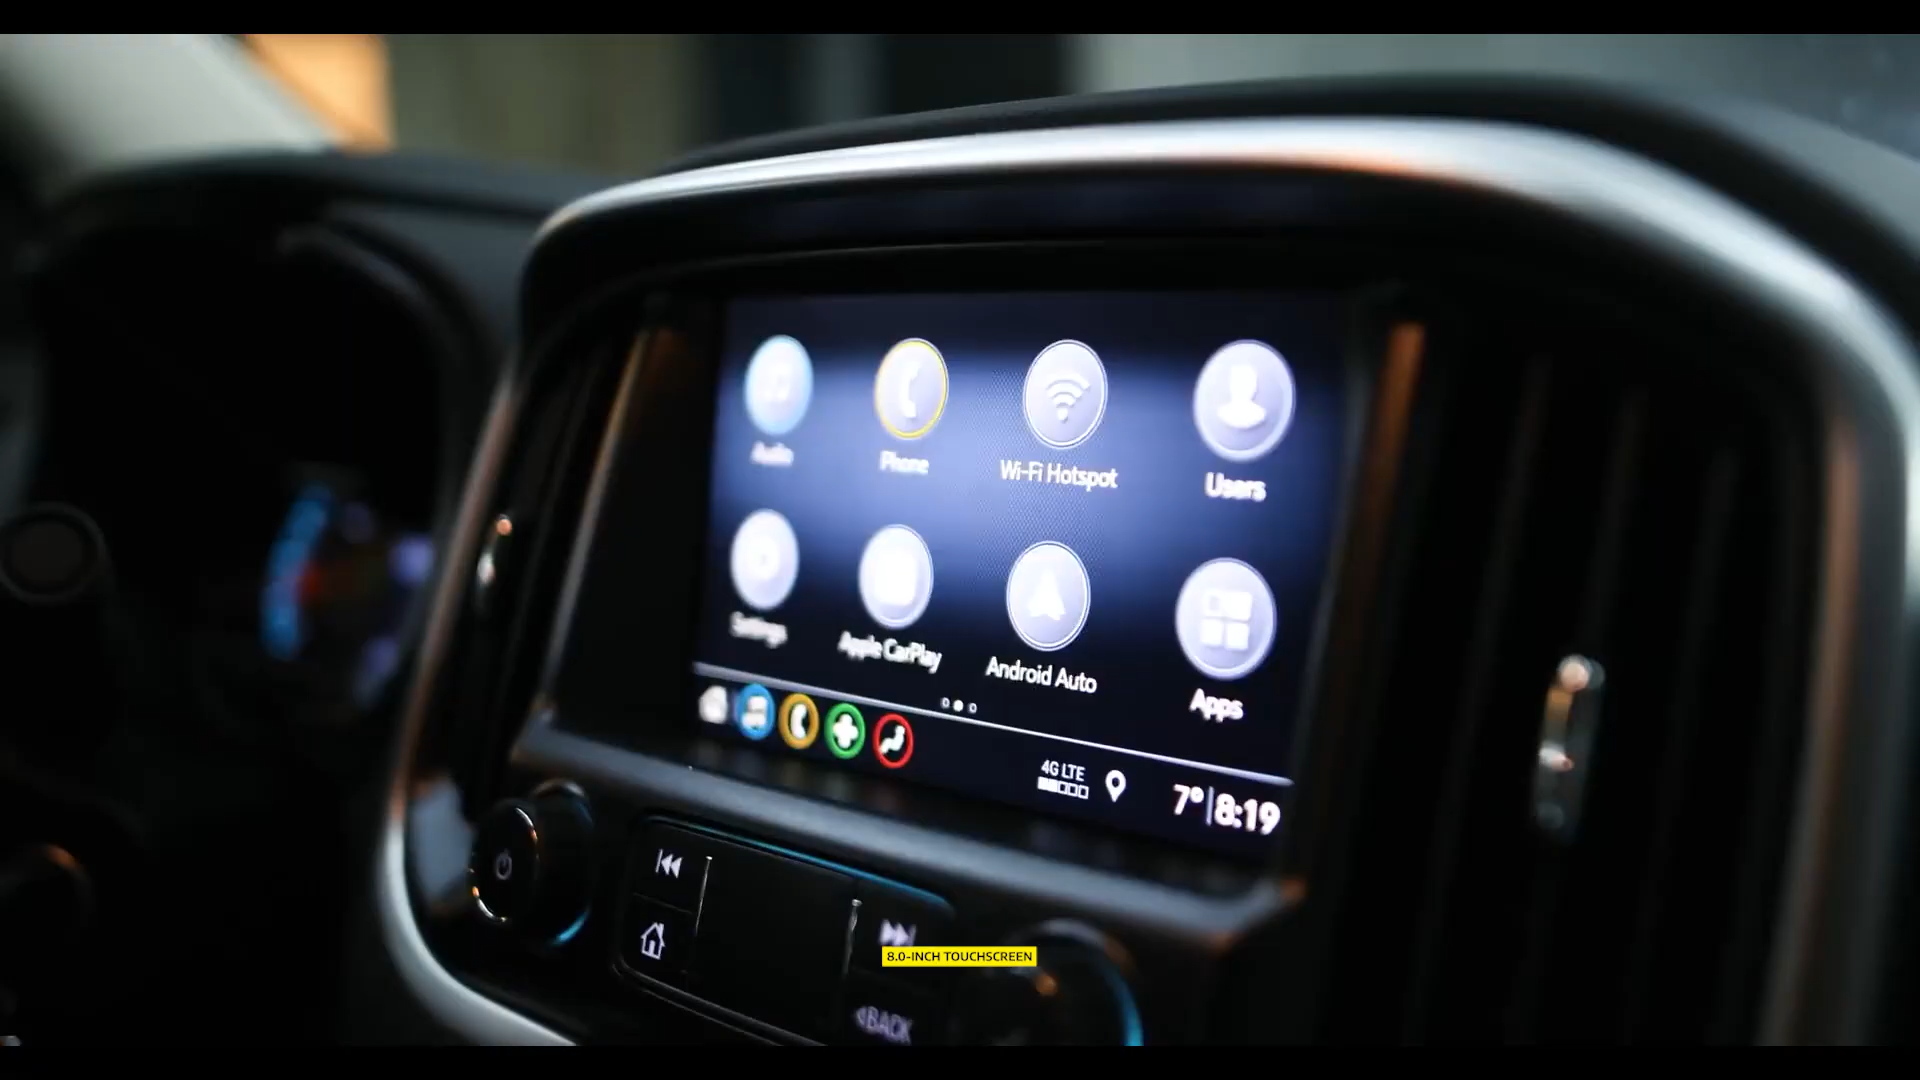 Audio
Phone
Wi-Fi Hotspot
Users
Settings
Apple CarPlay
Android Auto
Apps
4G LTE
7° 8:19
8.0-INCH TOUCHSCREEN
BACK